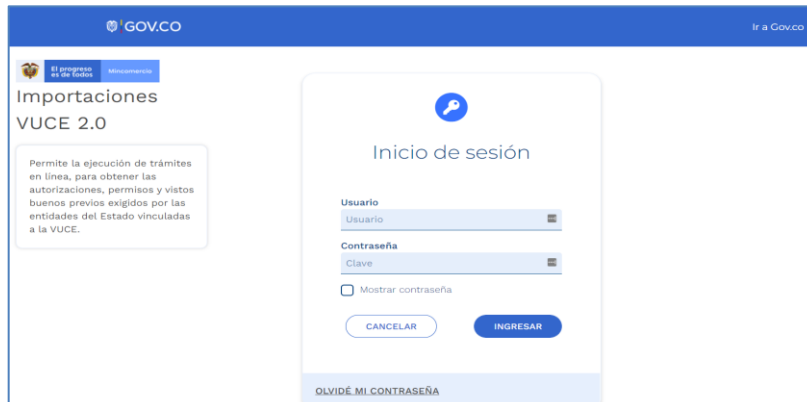 GOV.CO
Ir a Gov.co
El progreso
es de todos
Mincomercio
Importaciones
VUCE 2.0
Permite la ejecución de trámites
en línea, para obtener las
autorizaciones, permisos y vistos
buenos previos exigidos por las
entidades del Estado vinculadas
a la VUCE.
Inicio de sesión
Usuario
Usuario
Contraseña
Clave
Mostrar contraseña
CANCELAR
INGRESAR
OLVIDÉ MI CONTRASEÑA